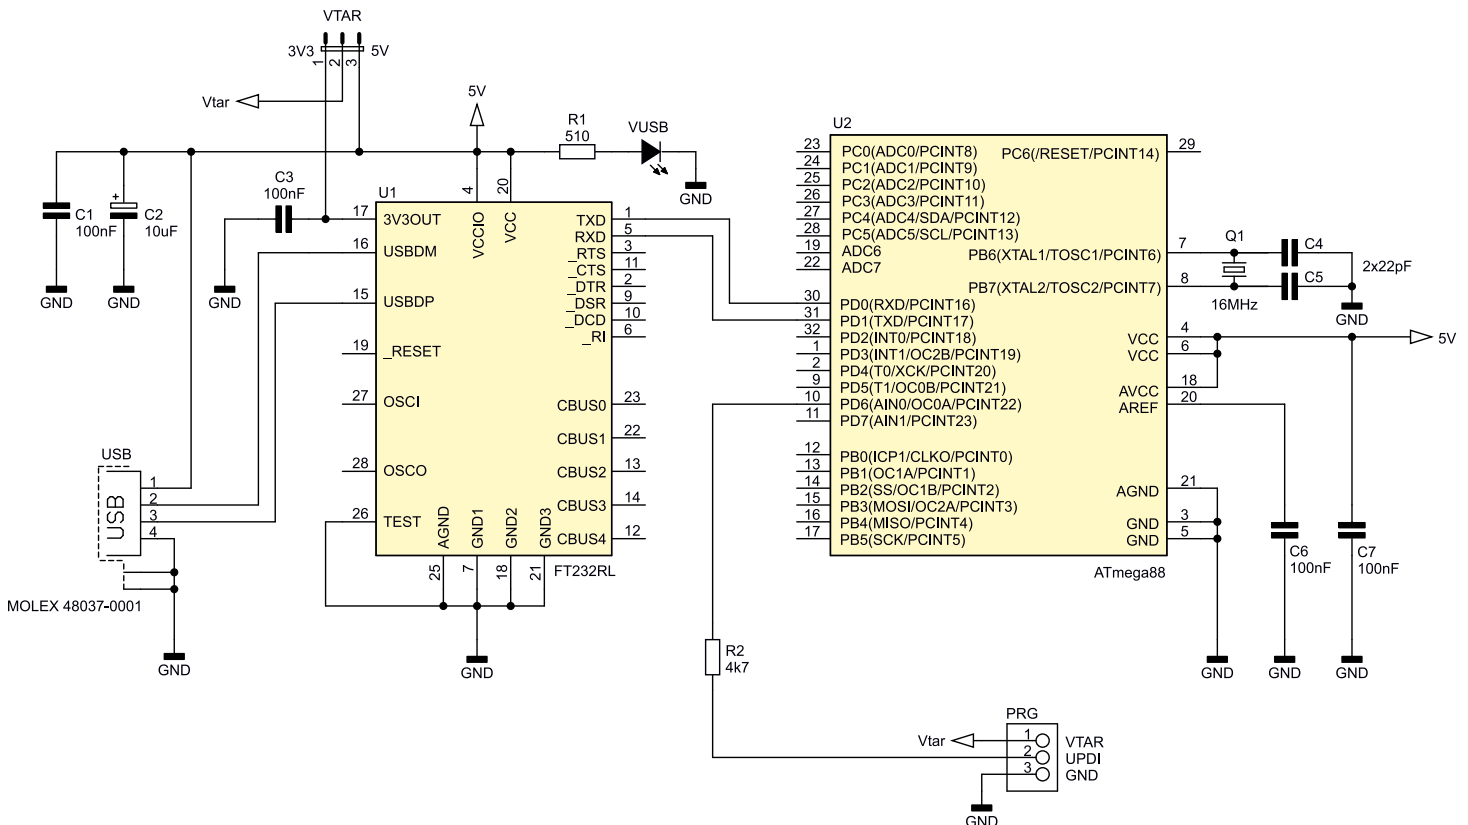 VTAR
3V3 5V
1 2 3
Vtar
5V
R1
510
VUSB
GND
C1
100nF
GND
C2
10uF
GND
C3
100nF
GND
U1
4 20
VCCIO VCC
17 3V3OUT
16 USBDM
15 USBDP
19 _RESET
27 OSCI
28 OSCO
26 TEST
TXD 1
RXD 5
_RTS 3
_CTS 11
_DTR 2
_DSR 9
_DCD 10
_RI 6
CBUS0 23
CBUS1 22
CBUS2 13
CBUS3 14
CBUS4 12
AGND GND1 GND2 GND3
25 7 18 21
FT232RL
GND
USB
USB
1
2
3
4
MOLEX 48037-0001
GND
U2
23 PC0(ADC0/PCINT8)
24 PC1(ADC1/PCINT9)
25 PC2(ADC2/PCINT10)
26 PC3(ADC3/PCINT11)
27 PC4(ADC4/SDA/PCINT12)
28 PC5(ADC5/SCL/PCINT13)
19 ADC6
22 ADC7
30 PD0(RXD/PCINT16)
31 PD1(TXD/PCINT17)
32 PD2(INT0/PCINT18)
1 PD3(INT1/OC2B/PCINT19)
2 PD4(T0/XCK/PCINT20)
9 PD5(T1/OC0B/PCINT21)
10 PD6(AIN0/OC0A/PCINT22)
11 PD7(AIN1/PCINT23)
12 PB0(ICP1/CLKO/PCINT0)
13 PB1(OC1A/PCINT1)
14 PB2(SS/OC1B/PCINT2)
15 PB3(MOSI/OC2A/PCINT3)
16 PB4(MISO/PCINT4)
17 PB5(SCK/PCINT5)
PC6(/RESET/PCINT14) 29
PB6(XTAL1/TOSC1/PCINT6) 7
PB7(XTAL2/TOSC2/PCINT7) 8
VCC 4
VCC 6
AVCC 18
AREF 20
AGND 21
GND 3
GND 5
ATmega88
Q1
16MHz
C4
C5
2x22pF
GND
5V
C6
100nF
C7
100nF
GND GND GND
R2
4k7
PRG
Vtar 1 VTAR
2 UPDI
3 GND
GND